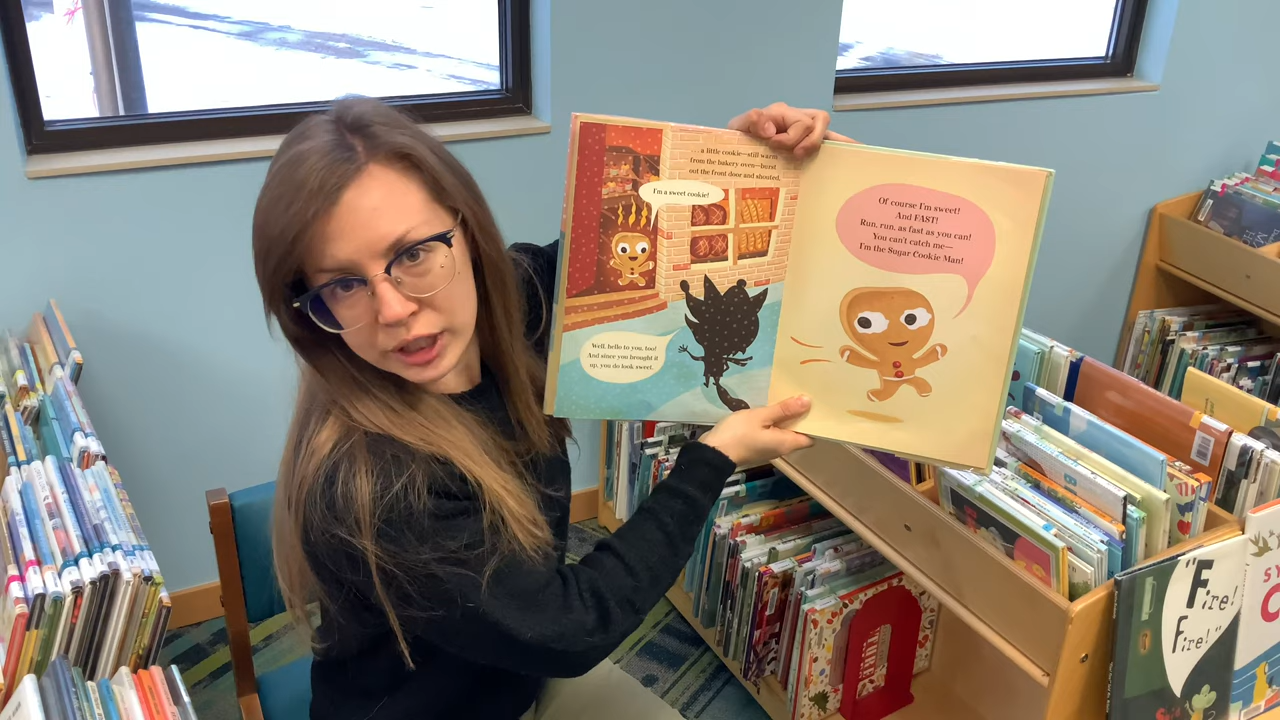 . . . a little cookie—still warm
from the bakery oven—burst
out the front door and shouted,
I'm a sweet cookie!
Well, hello to you, too!
And since you brought it
up, you do look sweet.
Of course I'm sweet!
And FAST!
Run, run, as fast as you can!
You can't catch me—
I'm the Sugar Cookie Man!
"Fire!
Fire!"